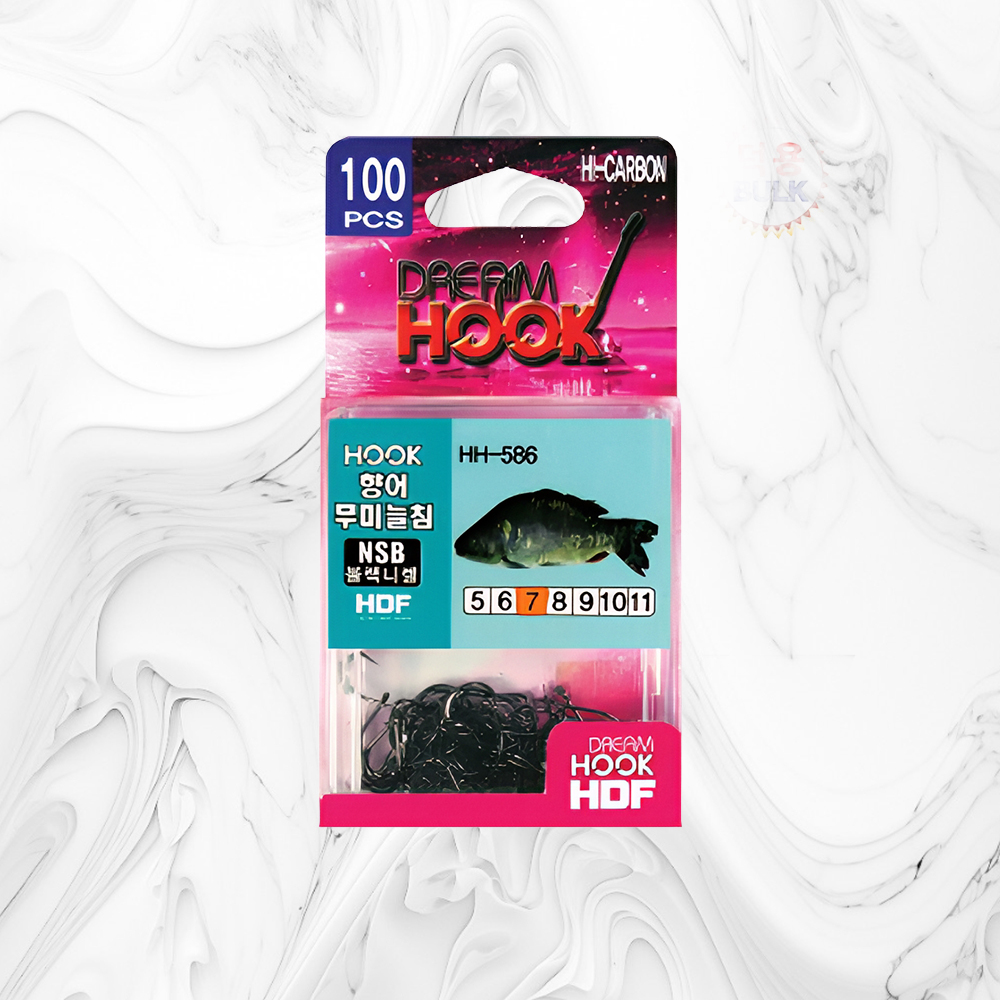 100
PCS
HI-CARBON
DREAM
HOOK
HOOK
향어
무미늘침
NSB
HDF
HH-586
5 6 7 8 9 10 11
DREAM
HOOK
HDF
BULK